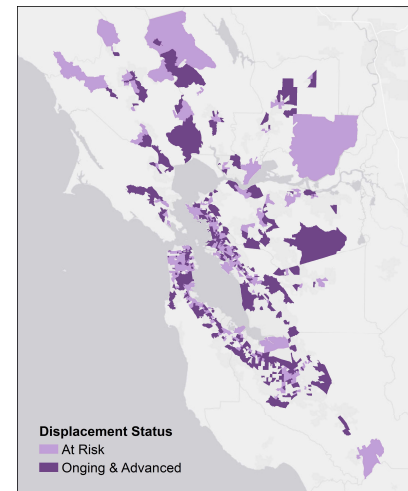 Displacement Status
At Risk
Onging & Advanced